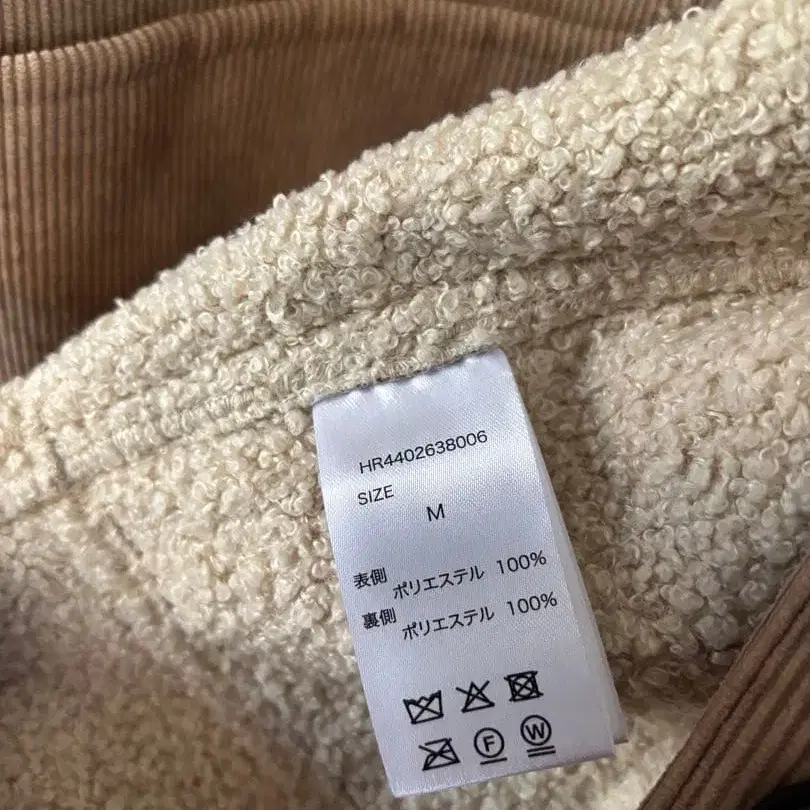 HR4402638006
SIZE
M
表側 ポリエステル 100%
裏側 ポリエステル 100%
F W